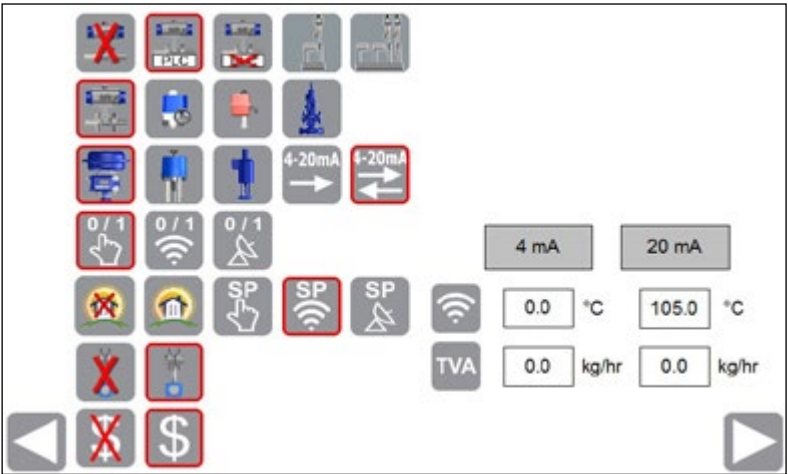 PLC
4-20mA 4-20mA
0 / 1 0 / 1 0 / 1
4 mA 20 mA
SP SP SP
0.0 °C 105.0 °C
TVA 0.0 kg/hr 0.0 kg/hr
$ $